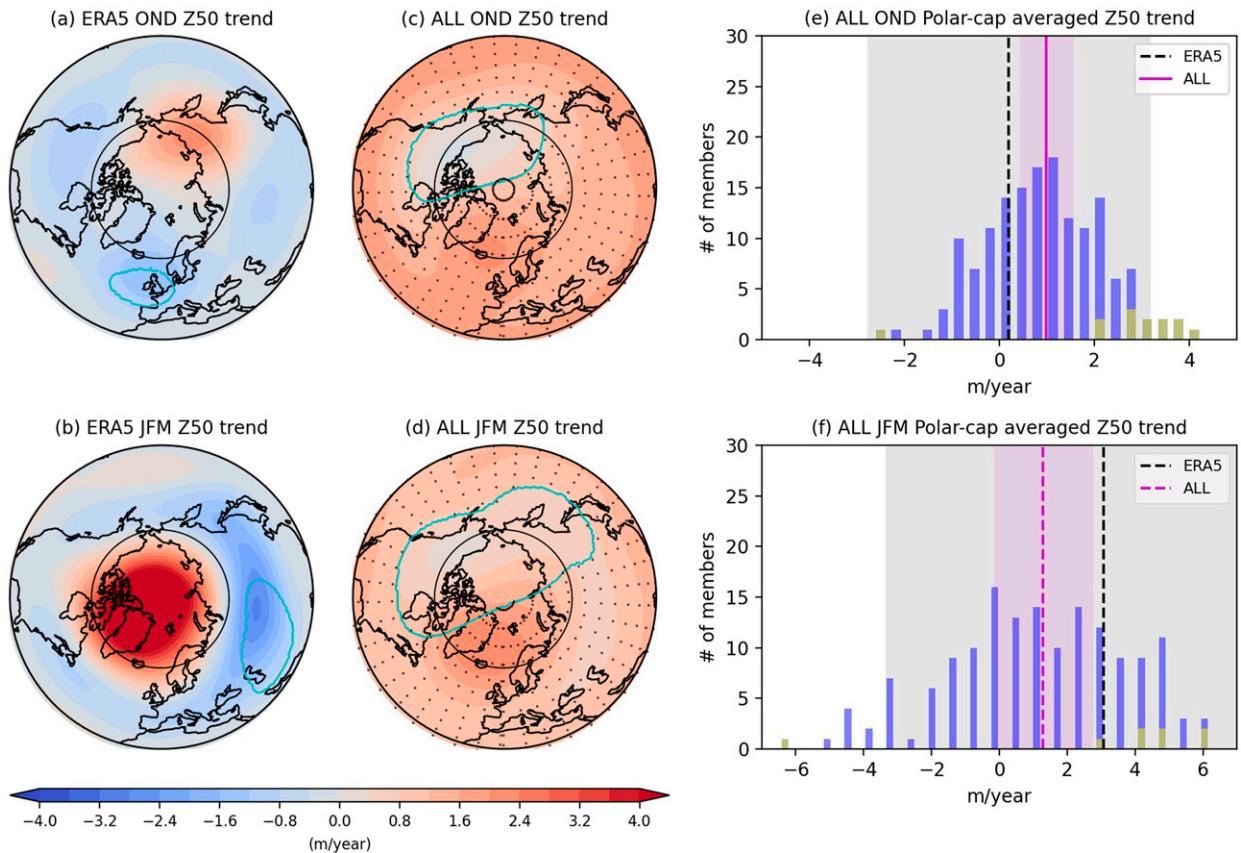 (a) ERA5 OND Z50 trend
(c) ALL OND Z50 trend
(e) ALL OND Polar-cap averaged Z50 trend
30
25
20
15
10
5
0
# of members
ERA5
ALL
−4 −2 0 2 4
m/year
(b) ERA5 JFM Z50 trend
(d) ALL JFM Z50 trend
(f) ALL JFM Polar-cap averaged Z50 trend
30
25
20
15
10
5
0
# of members
ERA5
ALL
−6 −4 −2 0 2 4 6
m/year
−4.0 −3.2 −2.4 −1.6 −0.8 0.0 0.8 1.6 2.4 3.2 4.0
(m/year)